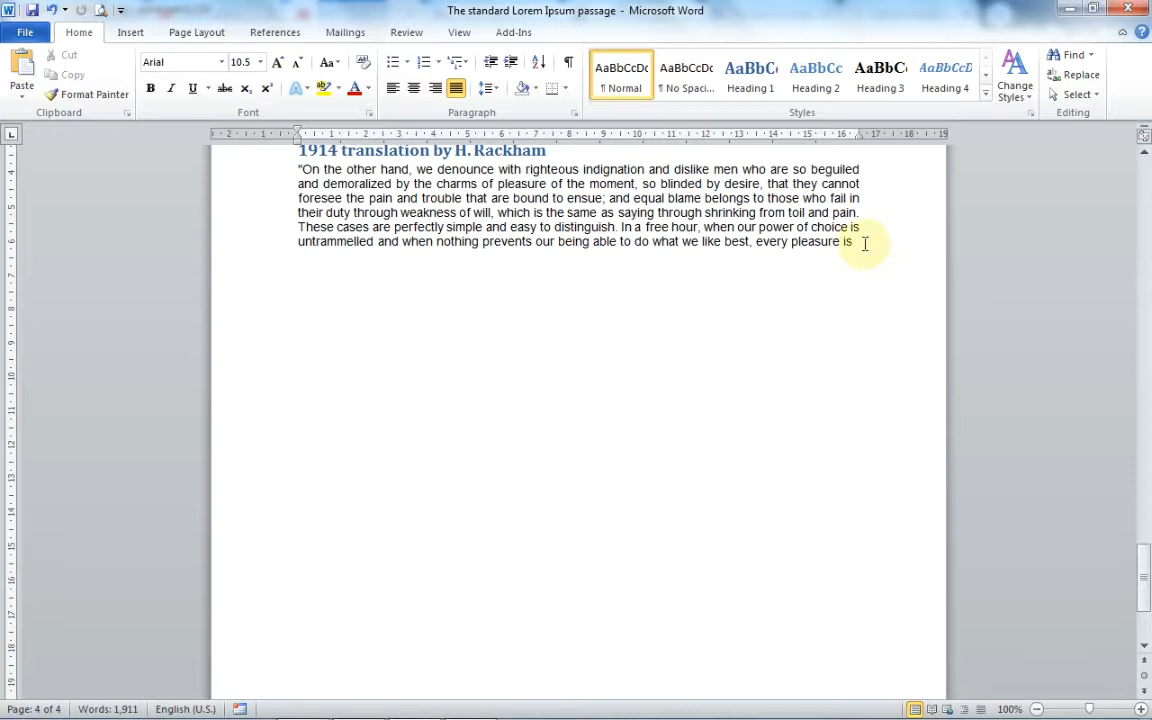 The standard Lorem Ipsum passage - Microsoft Word
File Home Insert Page Layout References Mailings Review View Add-Ins
Paste
Cut
Copy
Format Painter
Clipboard
Arial 10.5
Font
Paragraph
AaBbCcDc AaBbCcDc AaBbC AaBbCc AaBbC AaBbCcD
¶ Normal ¶ No Spaci... Heading 1 Heading 2 Heading 3 Heading 4
Change Styles
Styles
Find
Replace
Select
Editing
1914 translation by H. Rackham
"On the other hand, we denounce with righteous indignation and dislike men who are so beguiled
and demoralized by the charms of pleasure of the moment, so blinded by desire, that they cannot
foresee the pain and trouble that are bound to ensue; and equal blame belongs to those who fail in
their duty through weakness of will, which is the same as saying through shrinking from toil and pain.
These cases are perfectly simple and easy to distinguish. In a free hour, when our power of choice is
untrammelled and when nothing prevents our being able to do what we like best, every pleasure is
Page: 4 of 4 Words: 1,911 English (U.S.) 100%